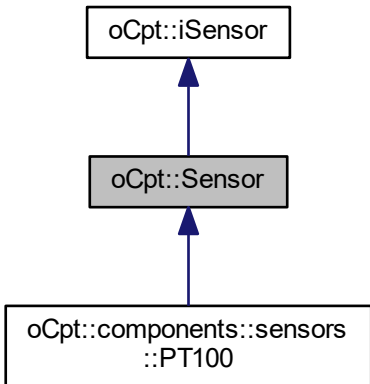 oCpt::iSensor
oCpt::Sensor
oCpt::components::sensors
::PT100